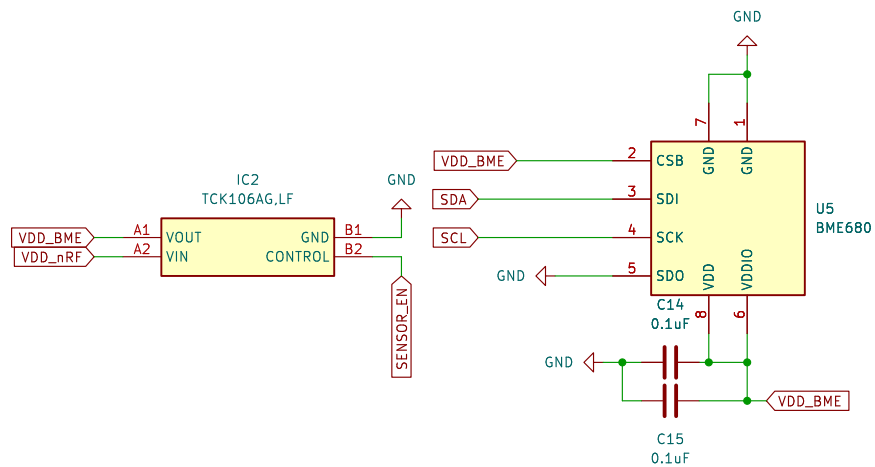 GND
7
1
GND
GND
VDD_BME
2
CSB
IC2
TCK106AG,LF
GND
SDA
3
SDI
U5
BME680
VDD_BME
A1
VOUT
GND
B1
SCL
4
SCK
VDD_nRF
A2
VIN
CONTROL
B2
GND
5
SDO
VDD
VDDIO
SENSOR_EN
C14
0.1uF
8
6
GND
VDD_BME
C15
0.1uF